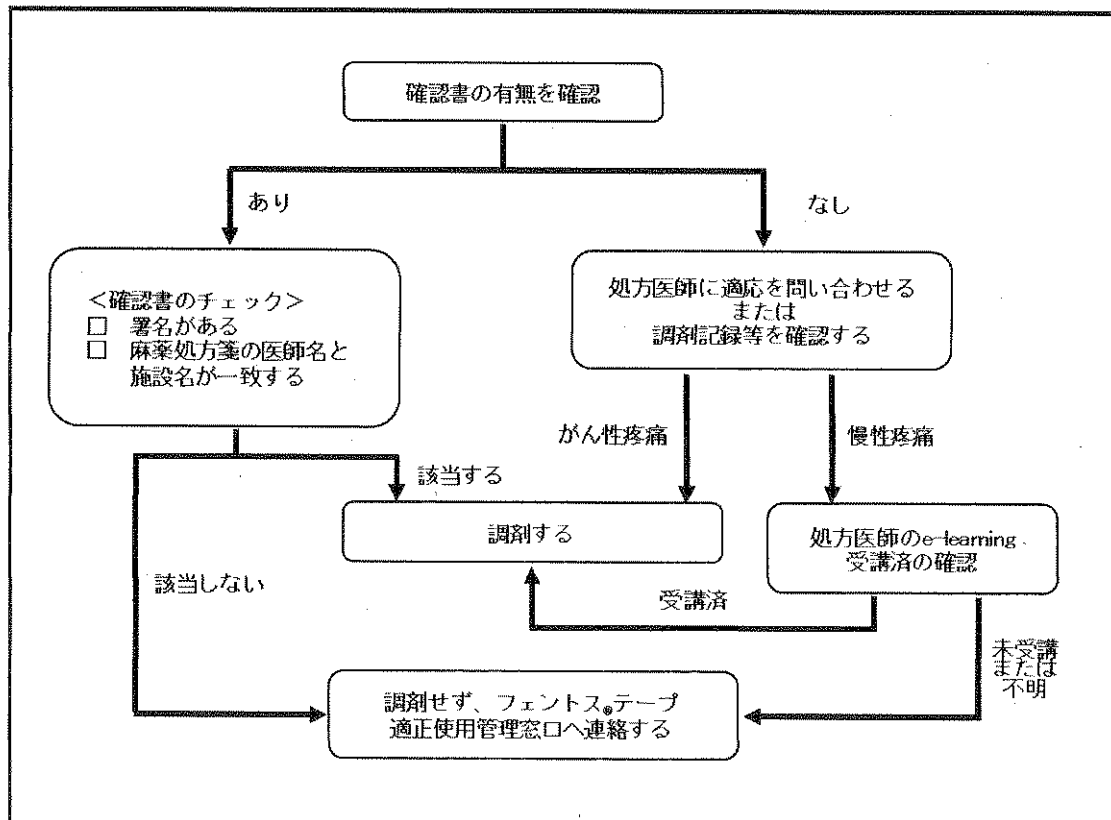 確認書の有無を確認
あり
なし
＜確認書のチェック＞
□ 署名がある
□ 麻薬処方箋の医師名と
施設名が一致する
処方医師に適応を問い合わせる
または
調剤記録等を確認する
がん性疼痛
慢性疼痛
該当する
調剤する
処方医師のe-learning
受講済の確認
該当しない
受講済
未受講
または
不明
調剤せず、フェントス®テープ
適正使用管理窓口へ連絡する